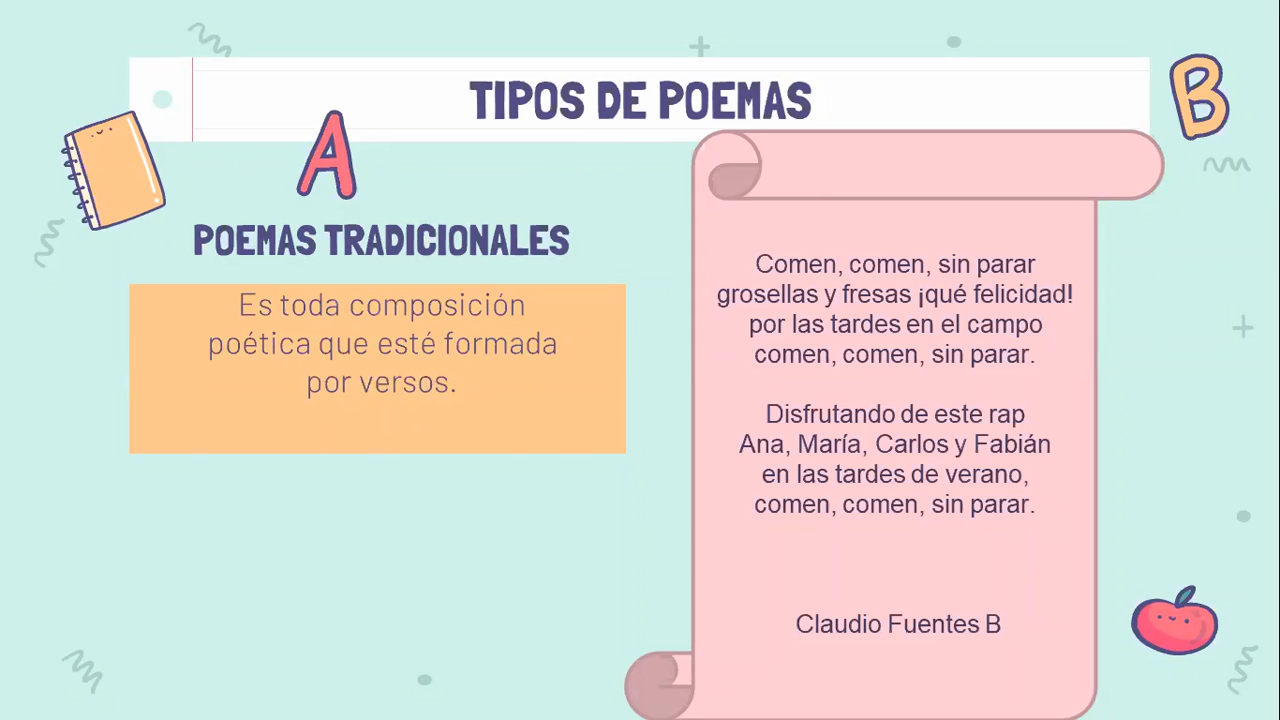 TIPOS DE POEMAS
A
B
POEMAS TRADICIONALES
Es toda composición
poética que esté formada
por versos.
Comen, comen, sin parar
grosellas y fresas ¡qué felicidad!
por las tardes en el campo
comen, comen, sin parar.
Disfrutando de este rap
Ana, María, Carlos y Fabián
en las tardes de verano,
comen, comen, sin parar.
Claudio Fuentes B